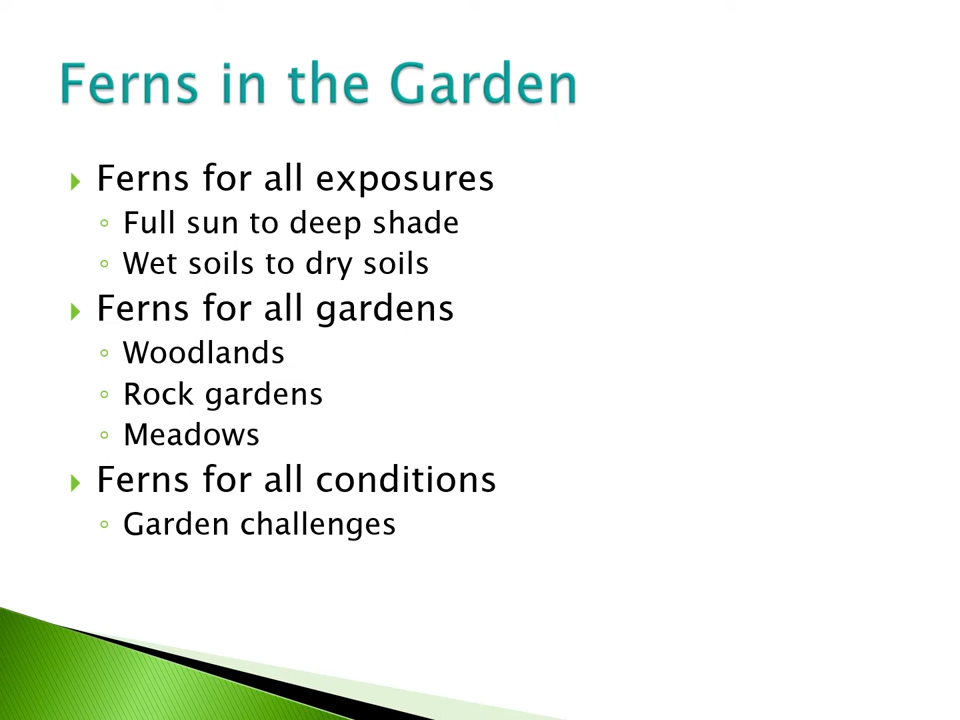 Ferns in the Garden
Ferns for all exposures
Full sun to deep shade
Wet soils to dry soils
Ferns for all gardens
Woodlands
Rock gardens
Meadows
Ferns for all conditions
Garden challenges